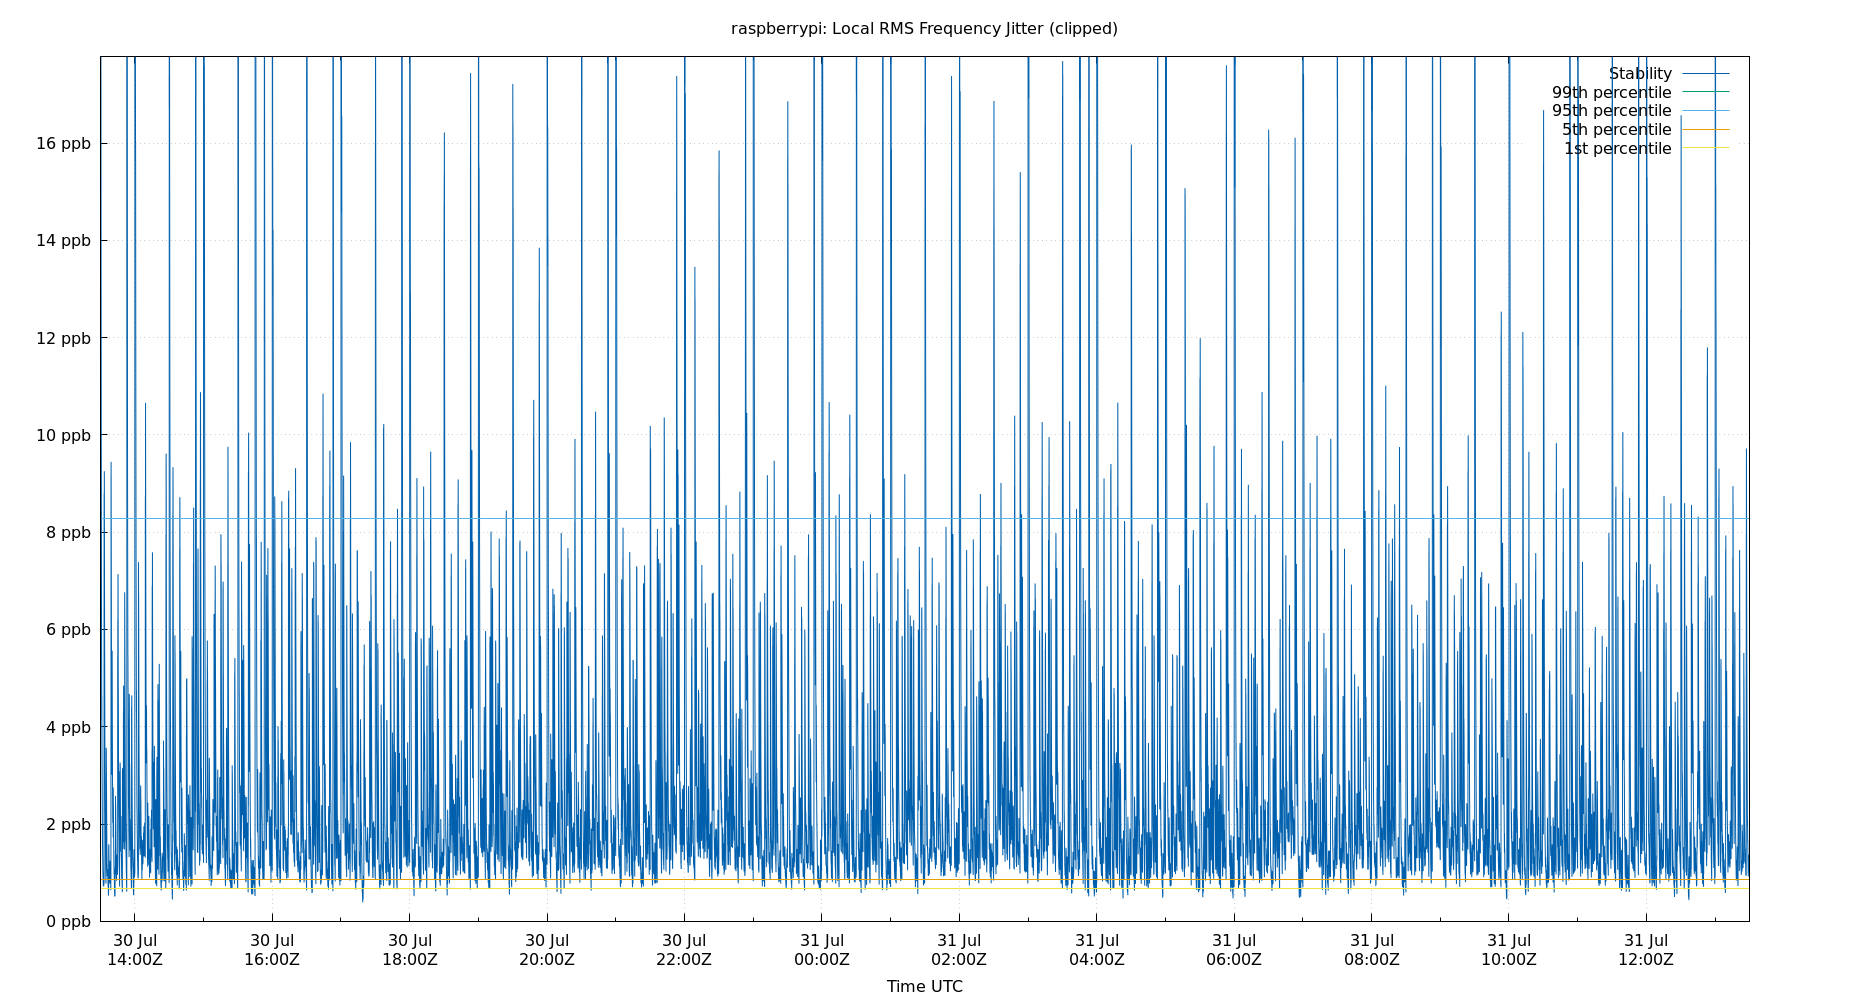 raspberrypi: Local RMS Frequency Jitter (clipped)
Stability
99th percentile
95th percentile
5th percentile
1st percentile
16 ppb
14 ppb
12 ppb
10 ppb
8 ppb
6 ppb
4 ppb
2 ppb
0 ppb
30 Jul 30 Jul 30 Jul 30 Jul 30 Jul 31 Jul 31 Jul 31 Jul 31 Jul 31 Jul 31 Jul 31 Jul
14:00Z 16:00Z 18:00Z 20:00Z 22:00Z 00:00Z 02:00Z 04:00Z 06:00Z 08:00Z 10:00Z 12:00Z
Time UTC